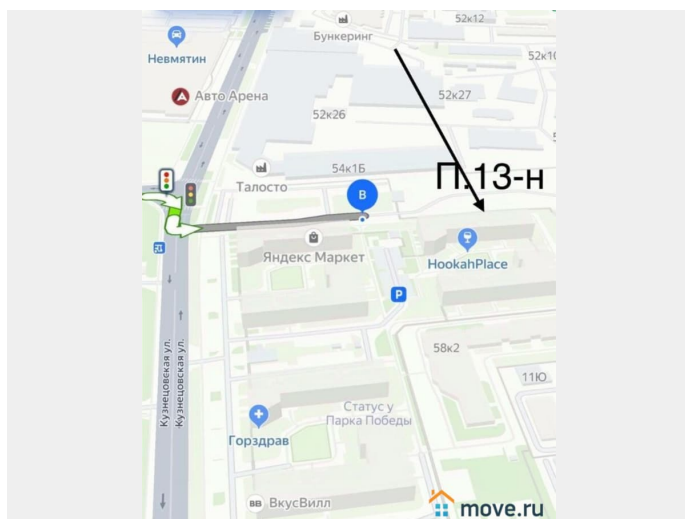 52к12
Бункеринг
Невмятин
52к10
Авто Арена
52к27
52к26
54к1Б
П.13-н
Талосто
B
Яндекс Маркет
HookahPlace
P
58к2
Кузнецовская ул.
Кузнецовская ул.
11Ю
Статус у
Парка Победы
Горздрав
ВВ ВкусВилл
move.ru